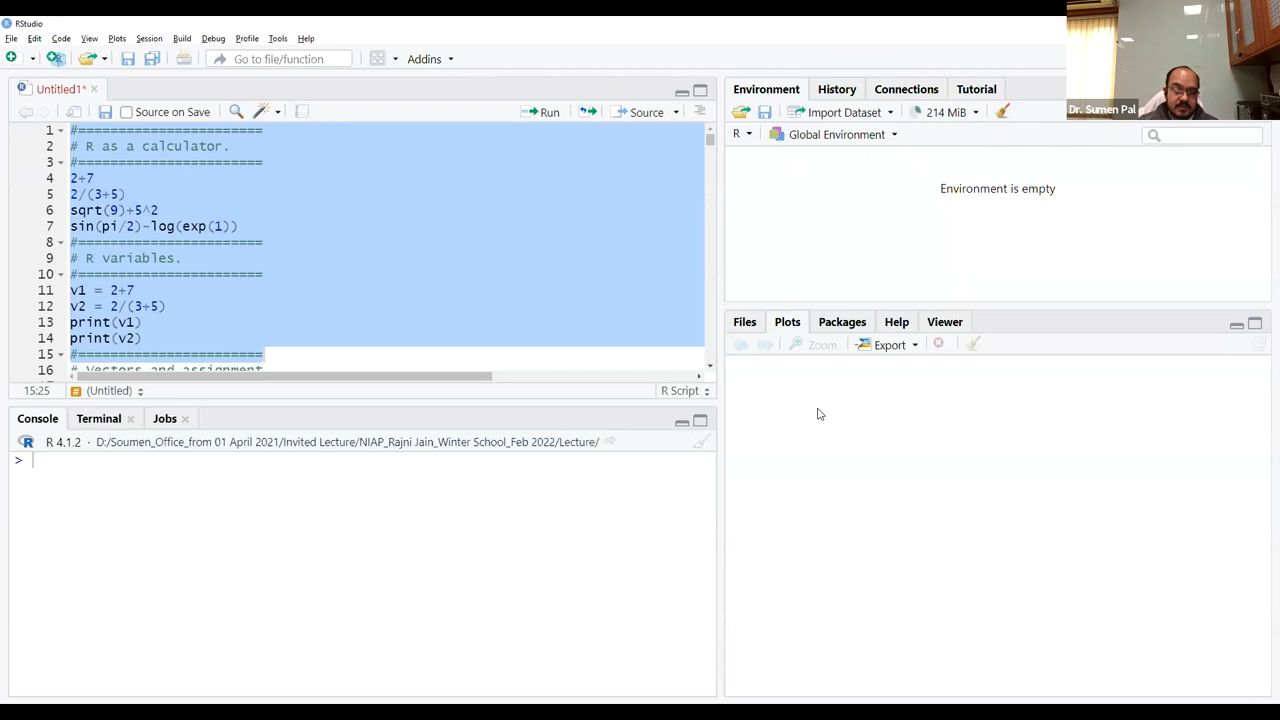 RStudio
File Edit Code View Plots Session Build Debug Profile Tools Help
Go to file/function Addins
Untitled1*
Source on Save Run Source
1 #========================
2 # R as a calculator.
3 #========================
4 2+7
5 2/(3+5)
6 sqrt(9)+5^2
7 sin(pi/2)-log(exp(1))
8 #========================
9 # R variables.
10 #========================
11 v1 = 2+7
12 v2 = 2/(3+5)
13 print(v1)
14 print(v2)
15 #========================
16 # Vectors and assignment
15:25 (Untitled) R Script
Console Terminal Jobs
R 4.1.2 · D:/Soumen_Office_from 01 April 2021/Invited Lecture/NIAP_Rajni Jain_Winter School_Feb 2022/Lecture/
>
Environment History Connections Tutorial
Import Dataset 214 MiB
R Global Environment
Environment is empty
Files Plots Packages Help Viewer
Zoom Export
Dr. Sumen Pal